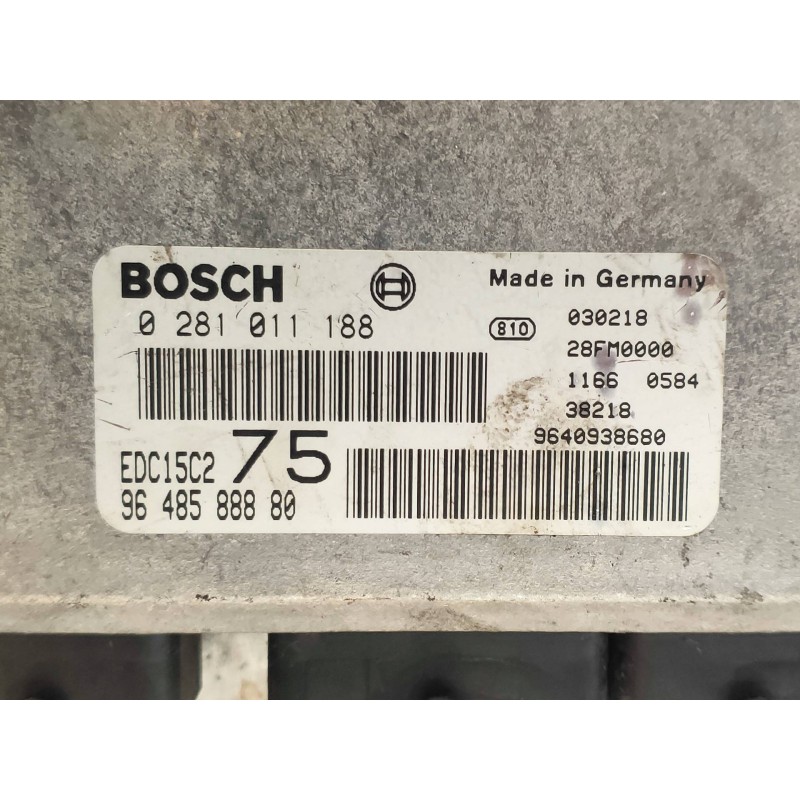 BOSCH
Made in Germany
0 281 011 188
810
030218
28FM0000
1166 0584
38218
9640938680
EDC15C2 75
96 485 888 80